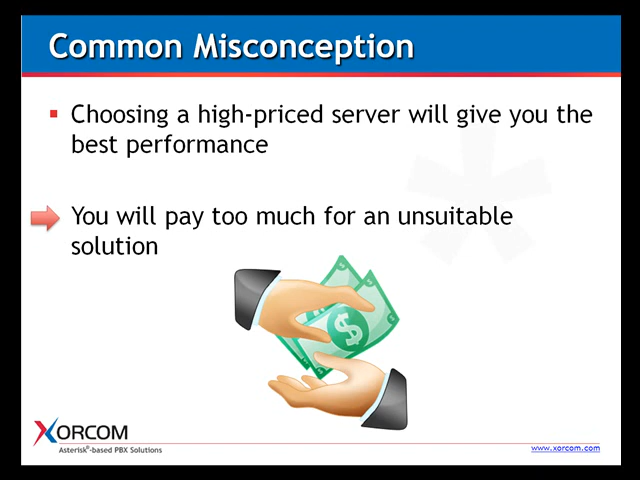 Common Misconception
Choosing a high-priced server will give you the
best performance
You will pay too much for an unsuitable
solution
$
XORCOM
Asterisk®-based PBX Solutions
www.xorcom.com